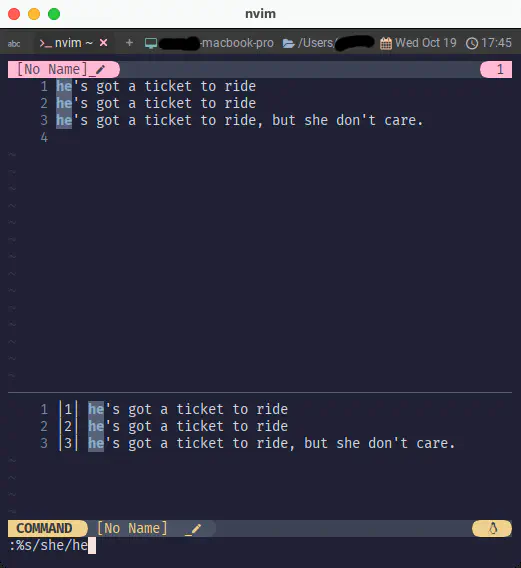 nvim
abc >_ nvim ~ × + -macbook-pro /Users/ Wed Oct 19 17:45
[No Name] 1
1 he's got a ticket to ride
2 he's got a ticket to ride
3 he's got a ticket to ride, but she don't care.
4
~
~
~
~
~
~
~
~
~
~
~
~
~
~
1 |1| he's got a ticket to ride
2 |2| he's got a ticket to ride
3 |3| he's got a ticket to ride, but she don't care.
~
~
~
~
COMMAND [No Name]
:%s/she/he